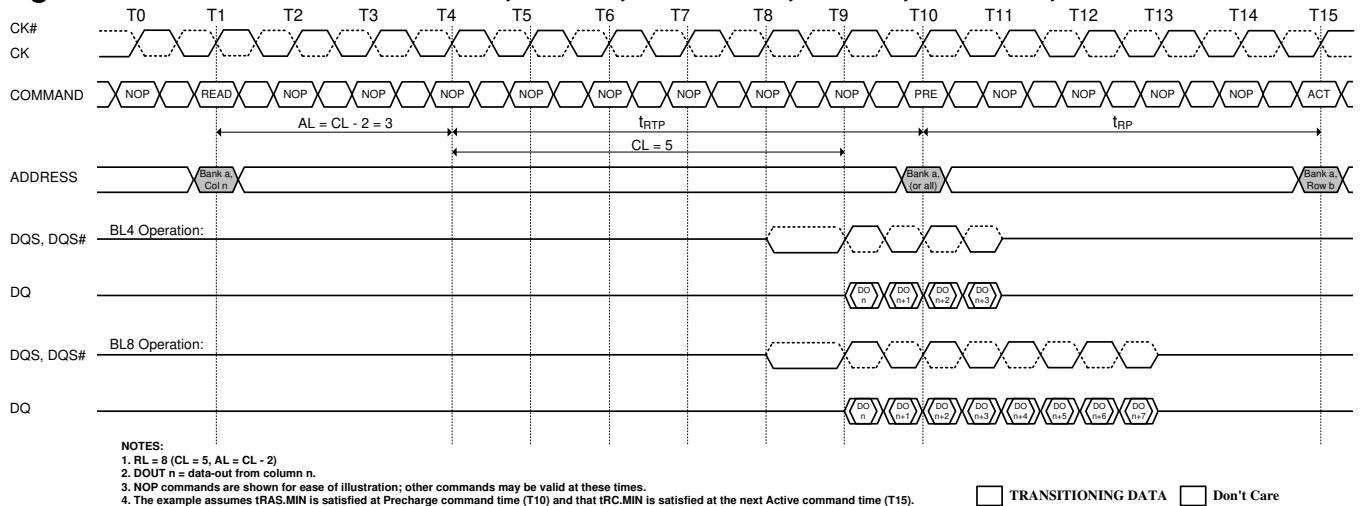 T0 T1 T2 T3 T4 T5 T6 T7 T8 T9 T10 T11 T12 T13 T14 T15
CK#
CK
COMMAND NOP READ NOP NOP NOP NOP NOP NOP NOP NOP PRE NOP NOP NOP NOP ACT
AL = CL - 2 = 3 tRTP tRP
CL = 5
ADDRESS
Bank a, Col n
Bank a, (or all)
Bank a, Row b
BL4 Operation:
DQS, DQS#
DQ
DO n DO n+1 DO n+2 DO n+3
BL8 Operation:
DQS, DQS#
DQ
DO n DO n+1 DO n+2 DO n+3 DO n+4 DO n+5 DO n+6 DO n+7
NOTES:
1. RL = 8 (CL = 5, AL = CL - 2)
2. DOUT n = data-out from column n.
3. NOP commands are shown for ease of illustration; other commands may be valid at these times.
4. The example assumes tRAS.MIN is satisfied at Precharge command time (T10) and that tRC.MIN is satisfied at the next Active command time (T15).
TRANSITIONING DATA Don't Care